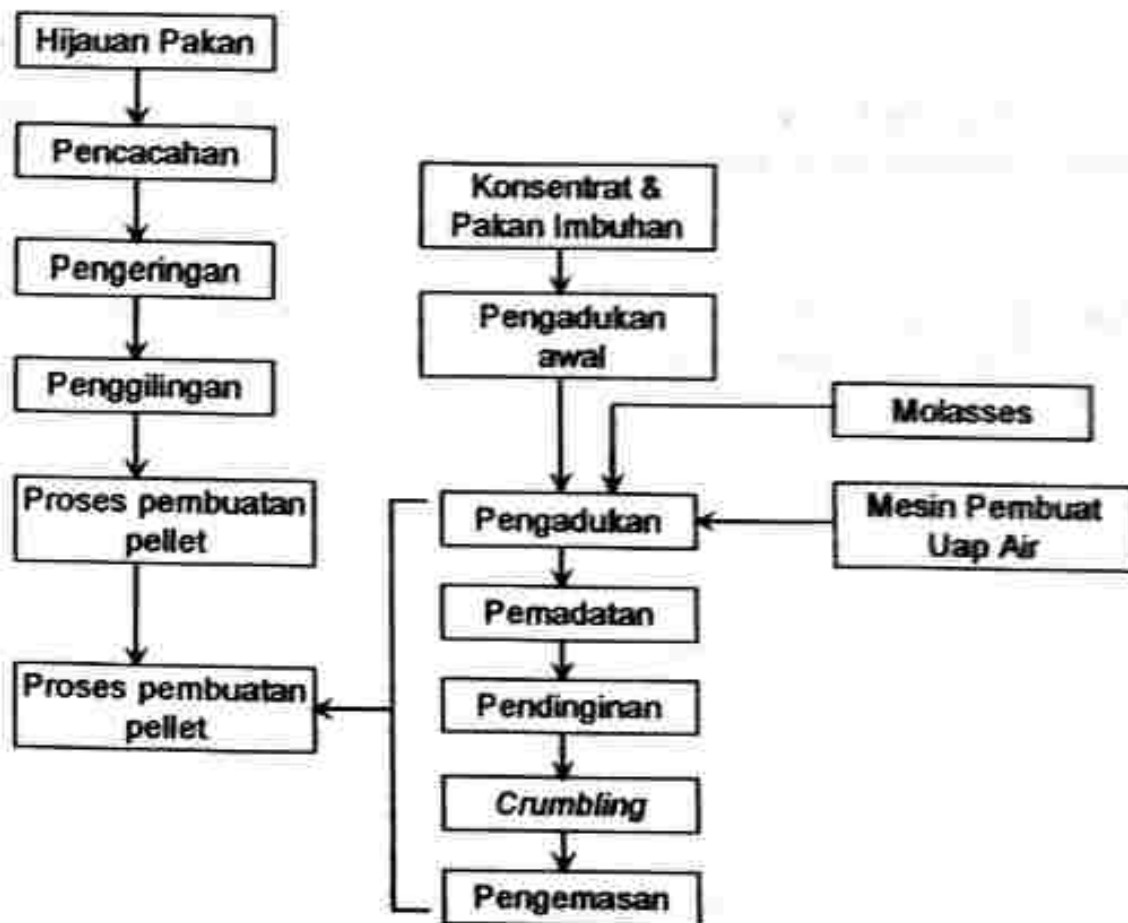 Hijauan Pakan
Pencacahan
Pengeringan
Penggilingan
Proses pembuatan
pellet
Proses pembuatan
pellet
Konsentrat &
Pakan Imbuhan
Pengadukan
awal
Molasses
Mesin Pembuat
Uap Air
Pengadukan
Pemadatan
Pendinginan
Crumbling
Pengemasan